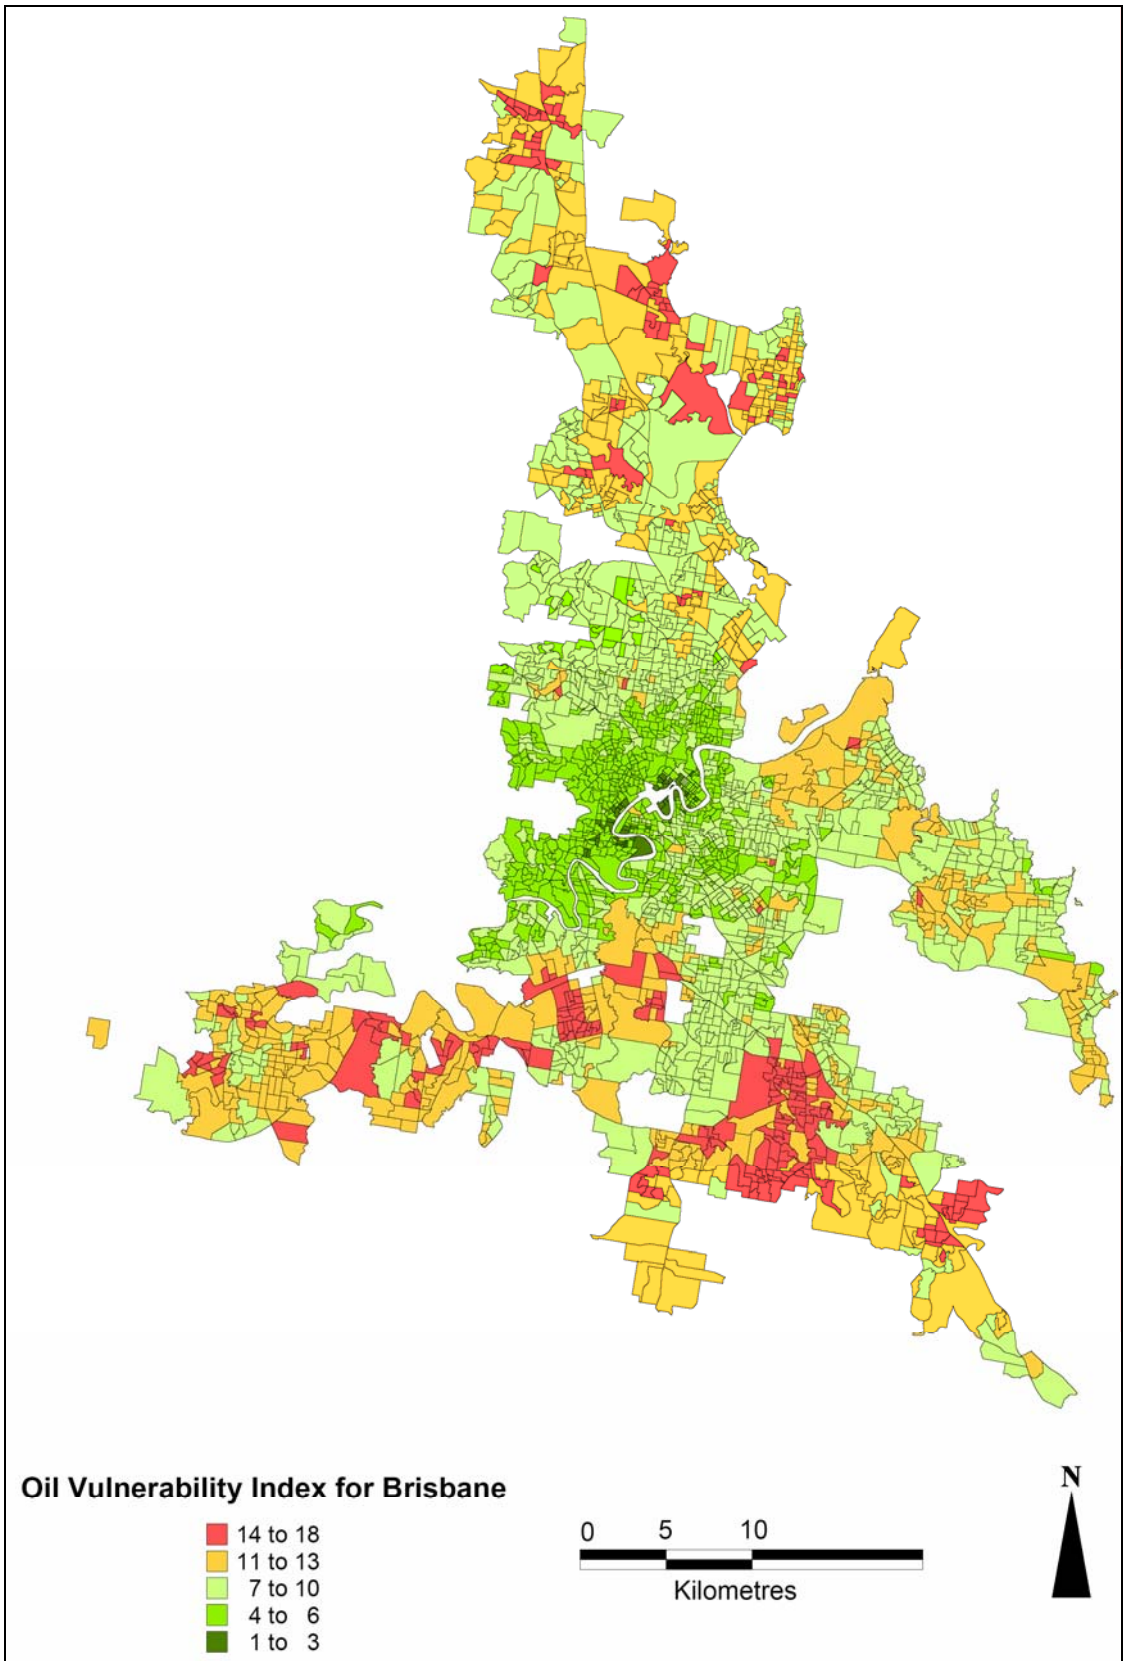 Oil Vulnerability Index for Brisbane
14 to 18
11 to 13
7 to 10
4 to 6
1 to 3
0 5 10
Kilometres
N